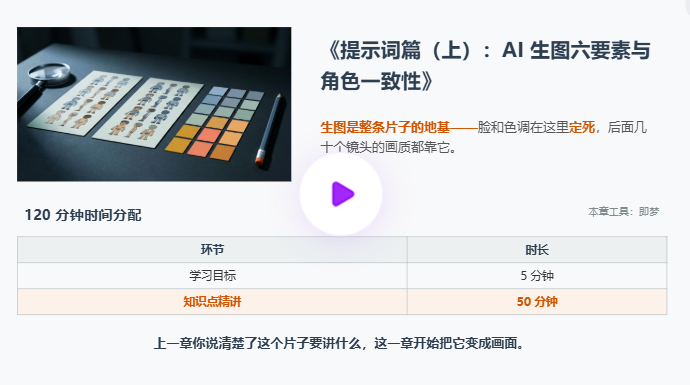 《提示词篇（上）：AI 生图六要素与
角色一致性》
生图是整条片子的地基——脸和色调在这里定死，后面几
十个镜头的画质都靠它。
120 分钟时间分配
本章工具：即梦
环节 时长
学习目标 5 分钟
知识点精讲 50 分钟
上一章你说清楚了这个片子要讲什么，这一章开始把它变成画面。